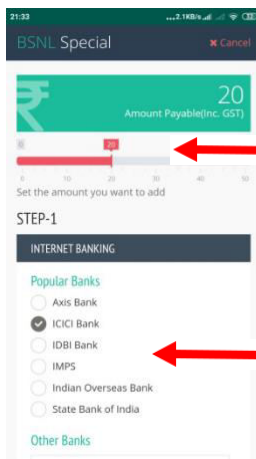 21:33
...2.1KB/s
BSNL Special
× Cancel
₹
20
Amount Payable(Inc. GST)
20
0 10 20 30 40 50
Set the amount you want to add
STEP-1
INTERNET BANKING
Popular Banks
Axis Bank
ICICI Bank
IDBI Bank
IMPS
Indian Overseas Bank
State Bank of India
Other Banks